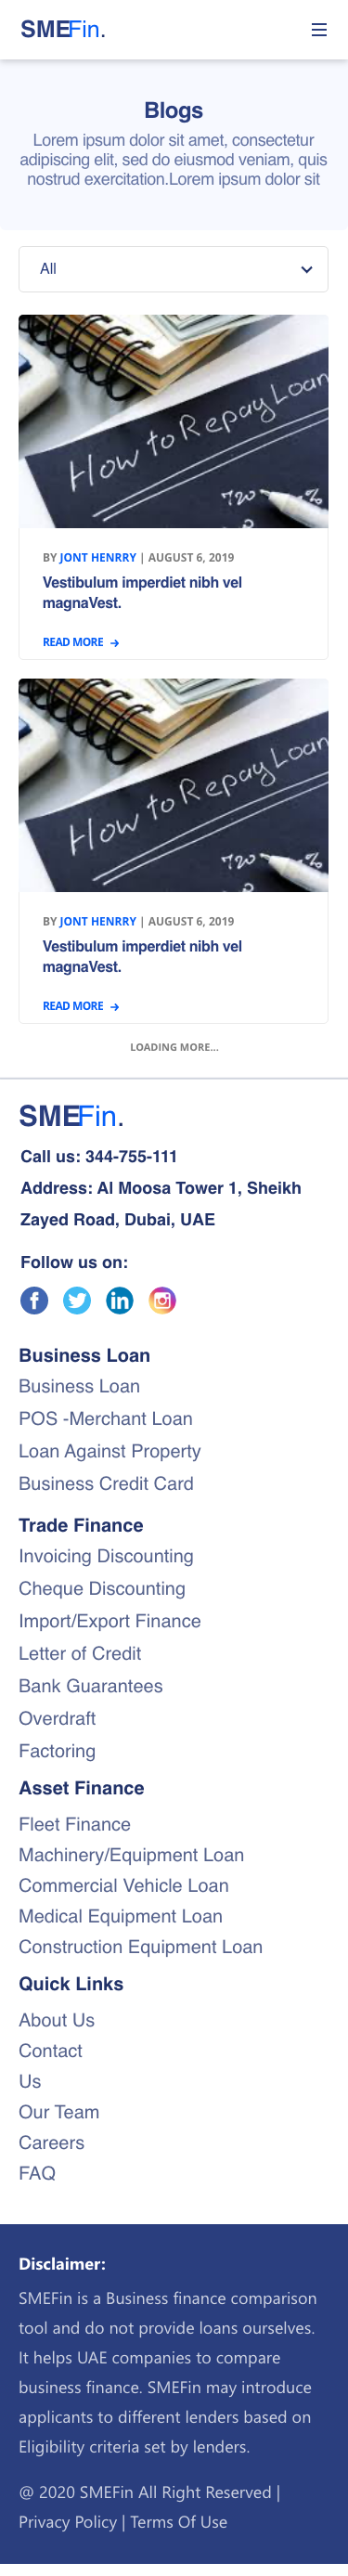 SMEFin.
Blogs
Lorem ipsum dolor sit amet, consectetur
adipiscing elit, sed do eiusmod veniam, quis
nostrud exercitation.Lorem ipsum dolor sit
All
How to Repay Loan
720
%
BY JONT HENRRY | AUGUST 6, 2019
Vestibulum imperdiet nibh vel
magnaVest.
READ MORE →
How to Repay Loan
720
%
BY JONT HENRRY | AUGUST 6, 2019
Vestibulum imperdiet nibh vel
magnaVest.
READ MORE →
LOADING MORE...
SMEFin.
Call us: 344-755-111
Address: Al Moosa Tower 1, Sheikh
Zayed Road, Dubai, UAE
Follow us on:
Business Loan
Business Loan
POS -Merchant Loan
Loan Against Property
Business Credit Card
Trade Finance
Invoicing Discounting
Cheque Discounting
Import/Export Finance
Letter of Credit
Bank Guarantees
Overdraft
Factoring
Asset Finance
Fleet Finance
Machinery/Equipment Loan
Commercial Vehicle Loan
Medical Equipment Loan
Construction Equipment Loan
Quick Links
About Us
Contact
Us
Our Team
Careers
FAQ
Disclaimer:
SMEFin is a Business finance comparison
tool and do not provide loans ourselves.
It helps UAE companies to compare
business finance. SMEFin may introduce
applicants to different lenders based on
Eligibility criteria set by lenders.
@ 2020 SMEFin All Right Reserved |
Privacy Policy | Terms Of Use